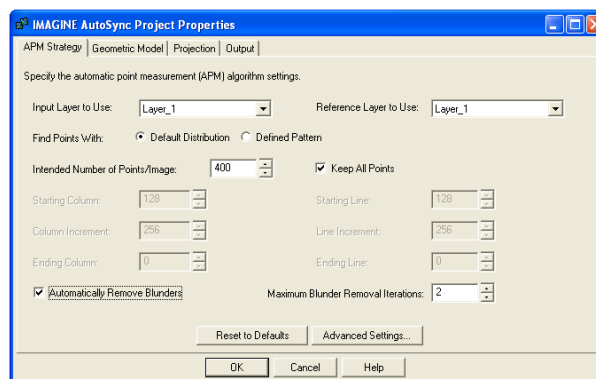 IMAGINE AutoSync Project Properties
APM Strategy Geometric Model Projection Output
Specify the automatic point measurement (APM) algorithm settings.
Input Layer to Use: Layer_1 Reference Layer to Use: Layer_1
Find Points With: Default Distribution Defined Pattern
Intended Number of Points/Image: 400 Keep All Points
Starting Column: 128 Starting Line: 128
Column Increment: 256 Line Increment: 256
Ending Column: 0 Ending Line: 0
Automatically Remove Blunders Maximum Blunder Removal Iterations: 2
Reset to Defaults Advanced Settings...
OK Cancel Help